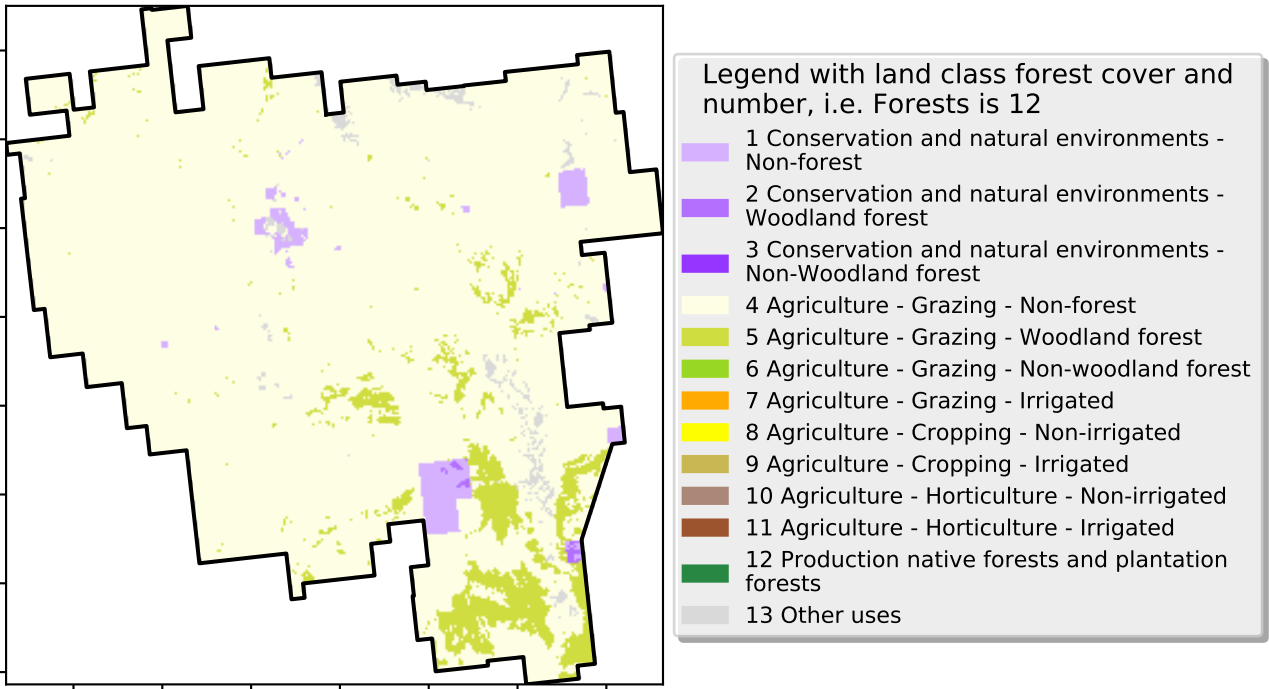 Legend with land class forest cover and
number, i.e. Forests is 12
1 Conservation and natural environments -
Non-forest
2 Conservation and natural environments -
Woodland forest
3 Conservation and natural environments -
Non-Woodland forest
4 Agriculture - Grazing - Non-forest
5 Agriculture - Grazing - Woodland forest
6 Agriculture - Grazing - Non-woodland forest
7 Agriculture - Grazing - Irrigated
8 Agriculture - Cropping - Non-irrigated
9 Agriculture - Cropping - Irrigated
10 Agriculture - Horticulture - Non-irrigated
11 Agriculture - Horticulture - Irrigated
12 Production native forests and plantation
forests
13 Other uses